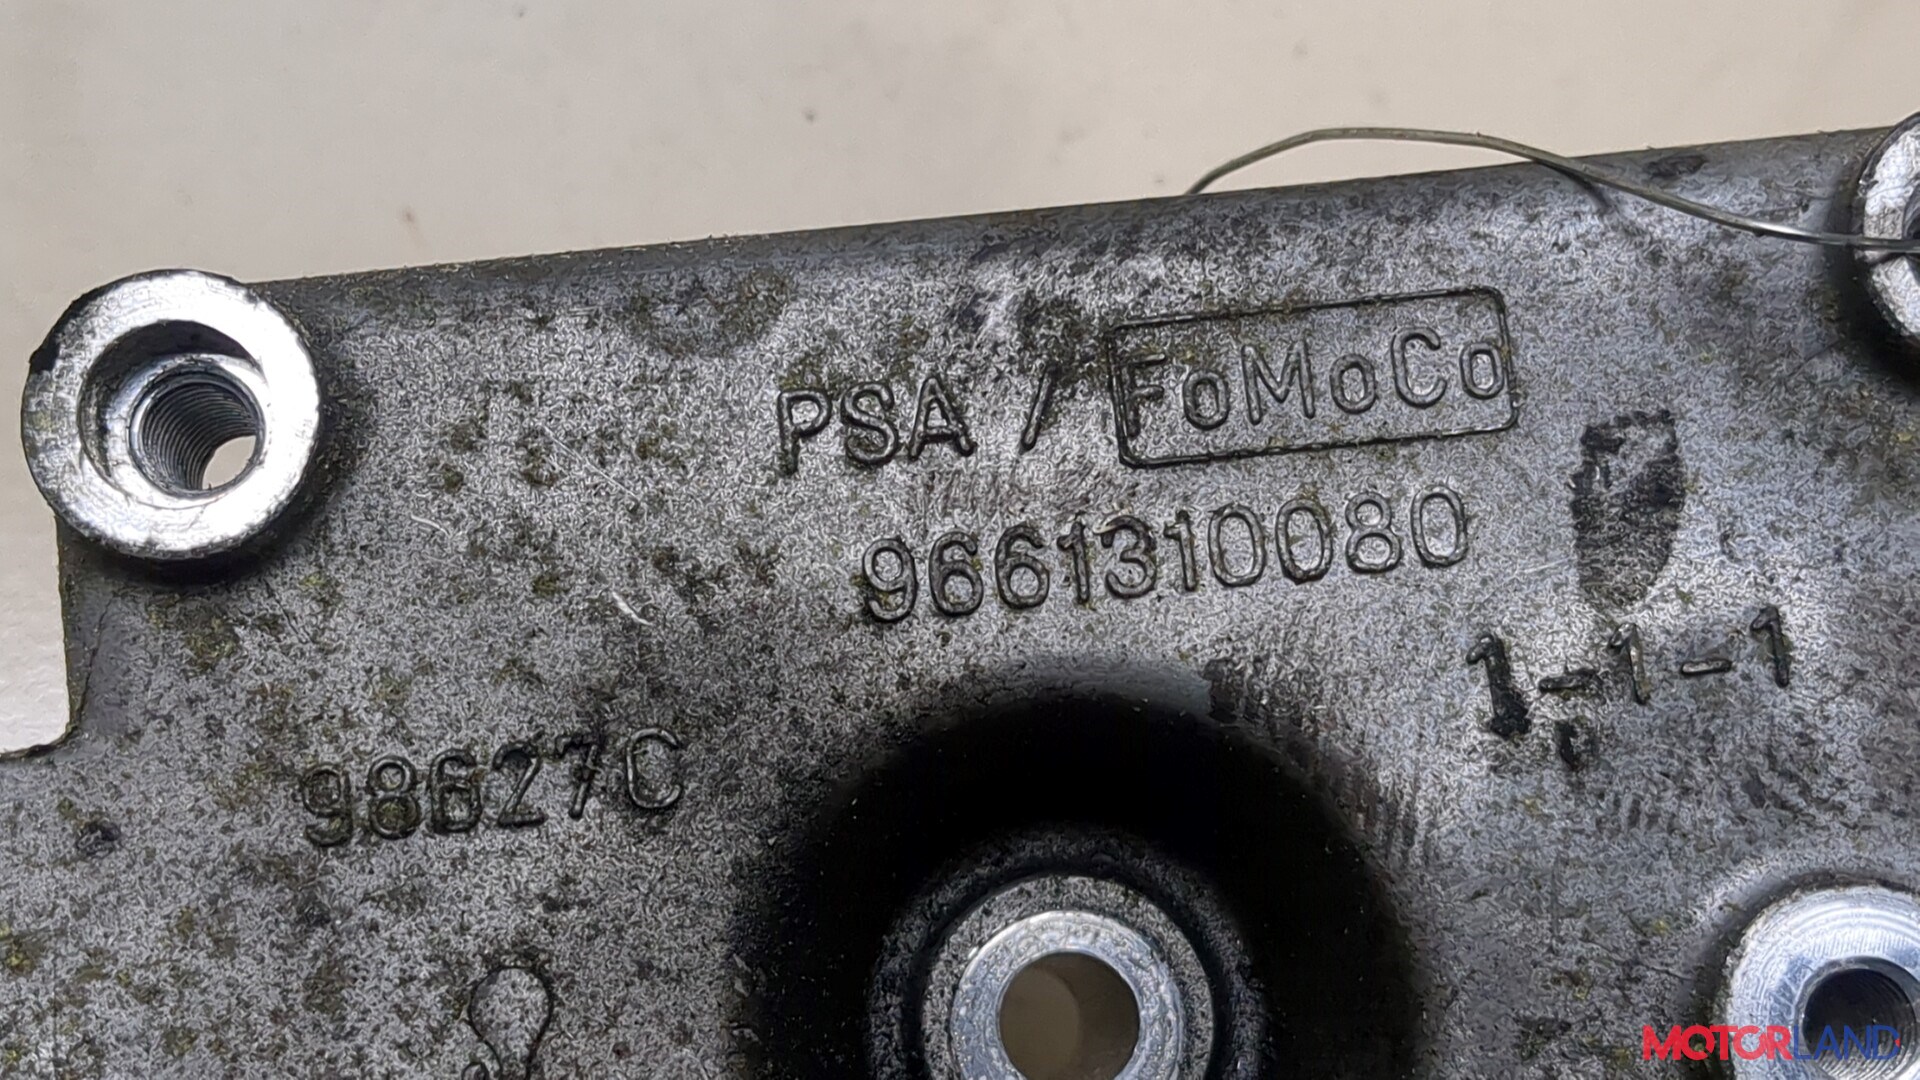 PSA / FoMoCo
9661310080
1-1-1
98627C
MOTORLAND